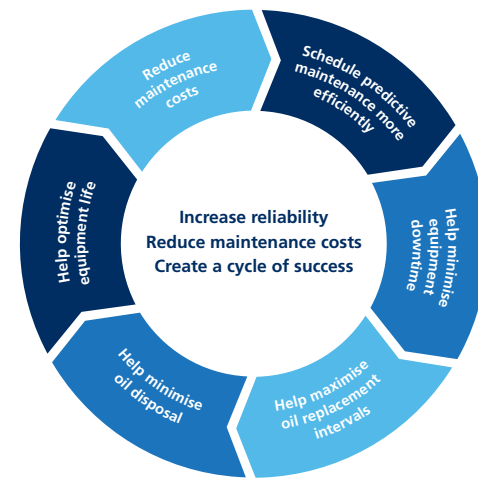 Reduce
maintenance
costs
Schedule predictive
maintenance more
efficiently
Help minimise
equipment
downtime
Help maximise
oil replacement
intervals
Help minimise
oil disposal
Help optimise
equipment life
Increase reliability
Reduce maintenance costs
Create a cycle of success